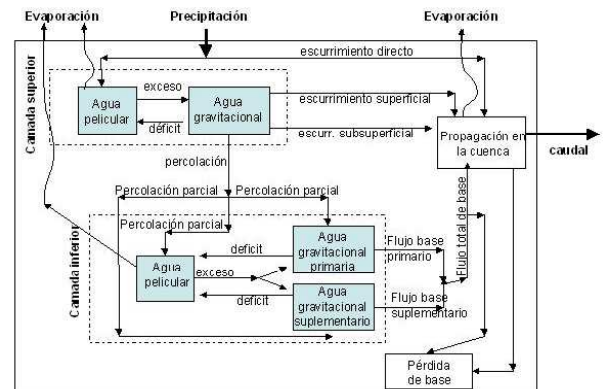 Evaporación
Precipitación
Evaporación
escurrimiento directo
Camada superior
exceso
Agua
pelicular
déficit
Agua
gravitacional
escurrimiento superficial
escurr. subsuperficial
Propagación en
la cuenca
caudal
percolación
Percolación parcial
Percolación parcial
Percolación parcial
Camada inferior
deficit
Agua
gravitacional
primaria
Flujo base
primario
Flujo total de base
Agua
pelicular
exceso
deficit
Agua
gravitacional
suplementario
Flujo base
suplementario
Pérdida
de base